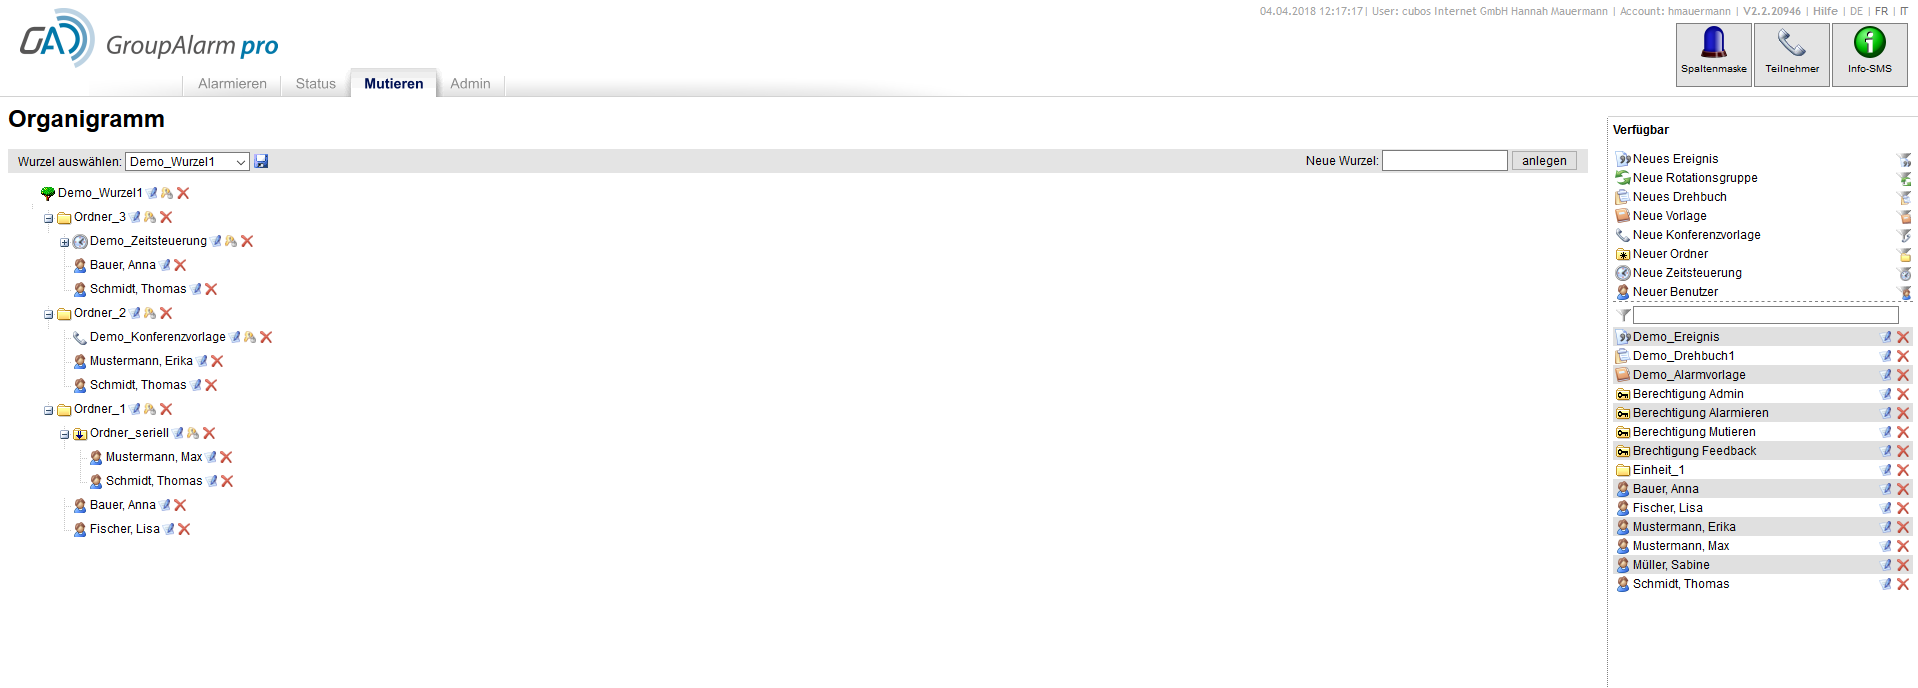 04.04.2018 12:17:17| User: cubos Internet GmbH Hannah Mauermann | Account: hmauermann | V2.2.20946 | Hilfe | DE | FR | IT
GroupAlarm pro
Spaltenmaske
Teilnehmer
Info-SMS
Alarmieren
Status
Mutieren
Admin
Organigramm
Wurzel auswählen: Demo_Wurzel1
Neue Wurzel: anlegen
Demo_Wurzel1
Ordner_3
Demo_Zeitsteuerung
Bauer, Anna
Schmidt, Thomas
Ordner_2
Demo_Konferenzvorlage
Mustermann, Erika
Schmidt, Thomas
Ordner_1
Ordner_seriell
Mustermann, Max
Schmidt, Thomas
Bauer, Anna
Fischer, Lisa
Verfügbar
Neues Ereignis
Neue Rotationsgruppe
Neues Drehbuch
Neue Vorlage
Neue Konferenzvorlage
Neuer Ordner
Neue Zeitsteuerung
Neuer Benutzer
Demo_Ereignis
Demo_Drehbuch1
Demo_Alarmvorlage
Berechtigung Admin
Berechtigung Alarmieren
Berechtigung Mutieren
Brechtigung Feedback
Einheit_1
Bauer, Anna
Fischer, Lisa
Mustermann, Erika
Mustermann, Max
Müller, Sabine
Schmidt, Thomas